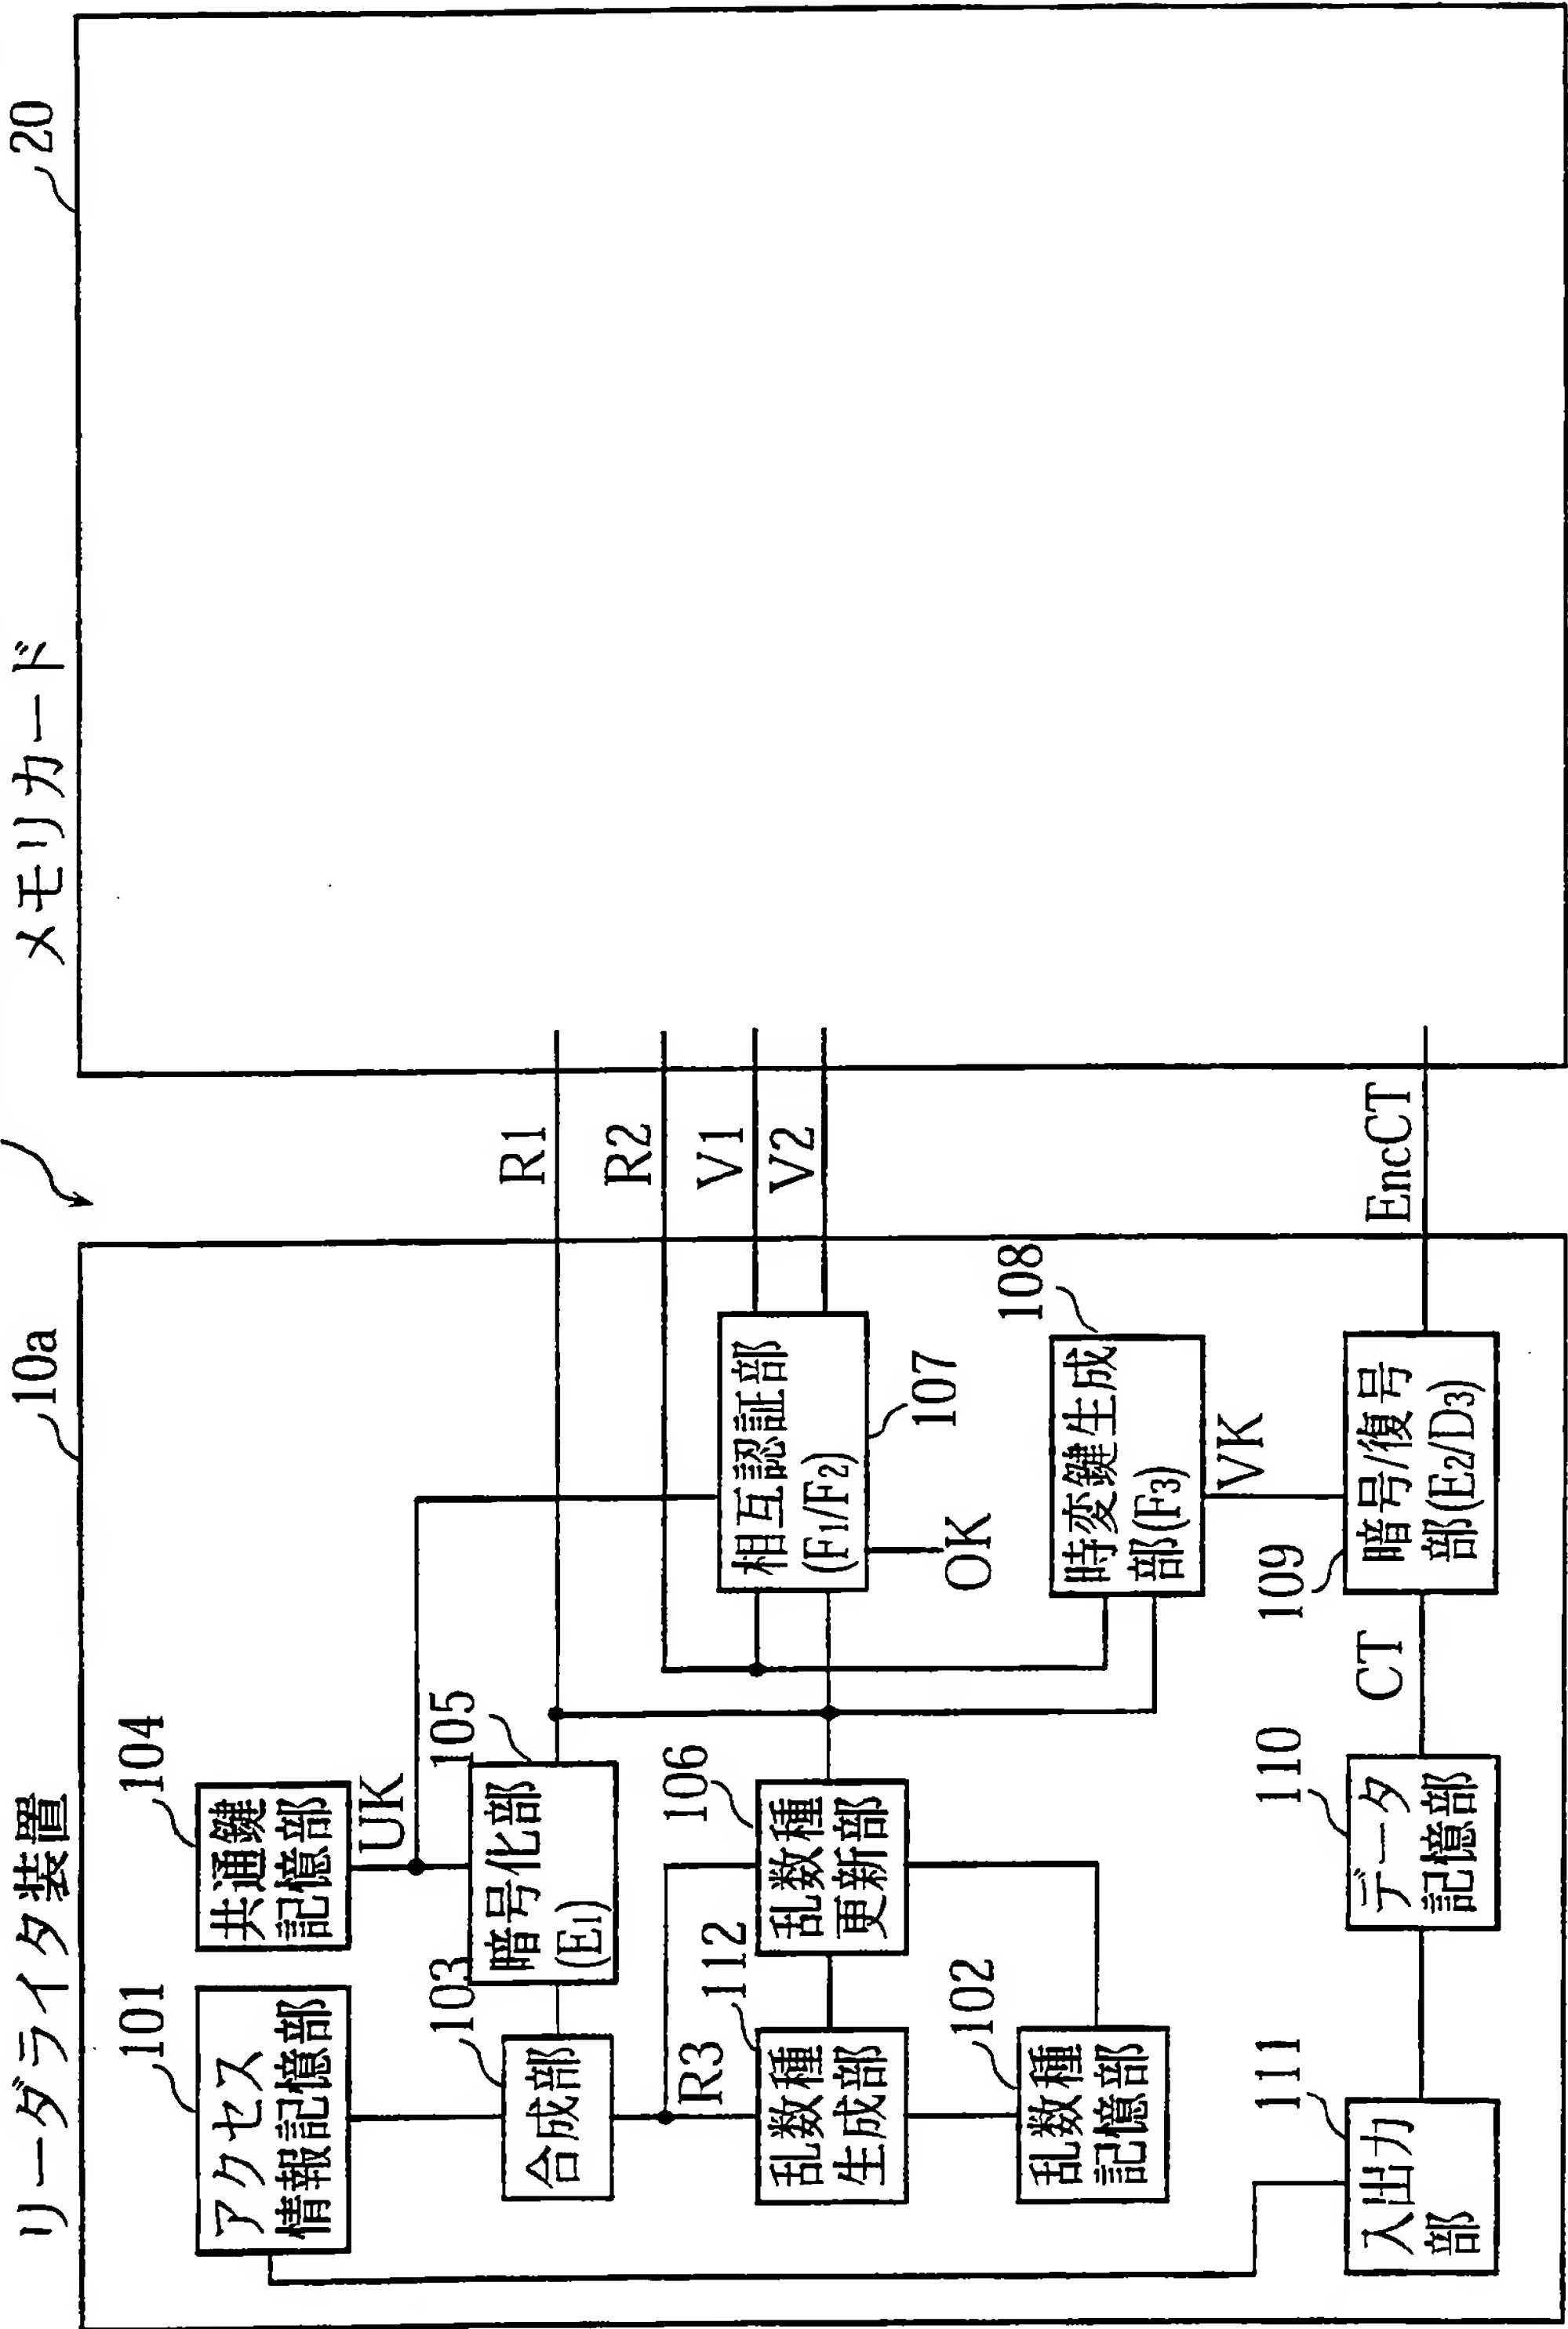 リーダライタ装置
10a
メモリカード
20
101
アクセス
情報記憶部
104
共通鍵
記憶部
UK
103
合成部
105
暗号化部
(E1)
R1
R2
V1
V2
R3
112
乱数種
生成部
106
乱数種
更新部
相互認証部
(F1/F2)
107
OK
102
乱数種
記憶部
108
時変鍵生成
部(F3)
VK
111
入出力
部
110
データ
記憶部
CT
109
暗号/復号
部(E2/D3)
EncCT